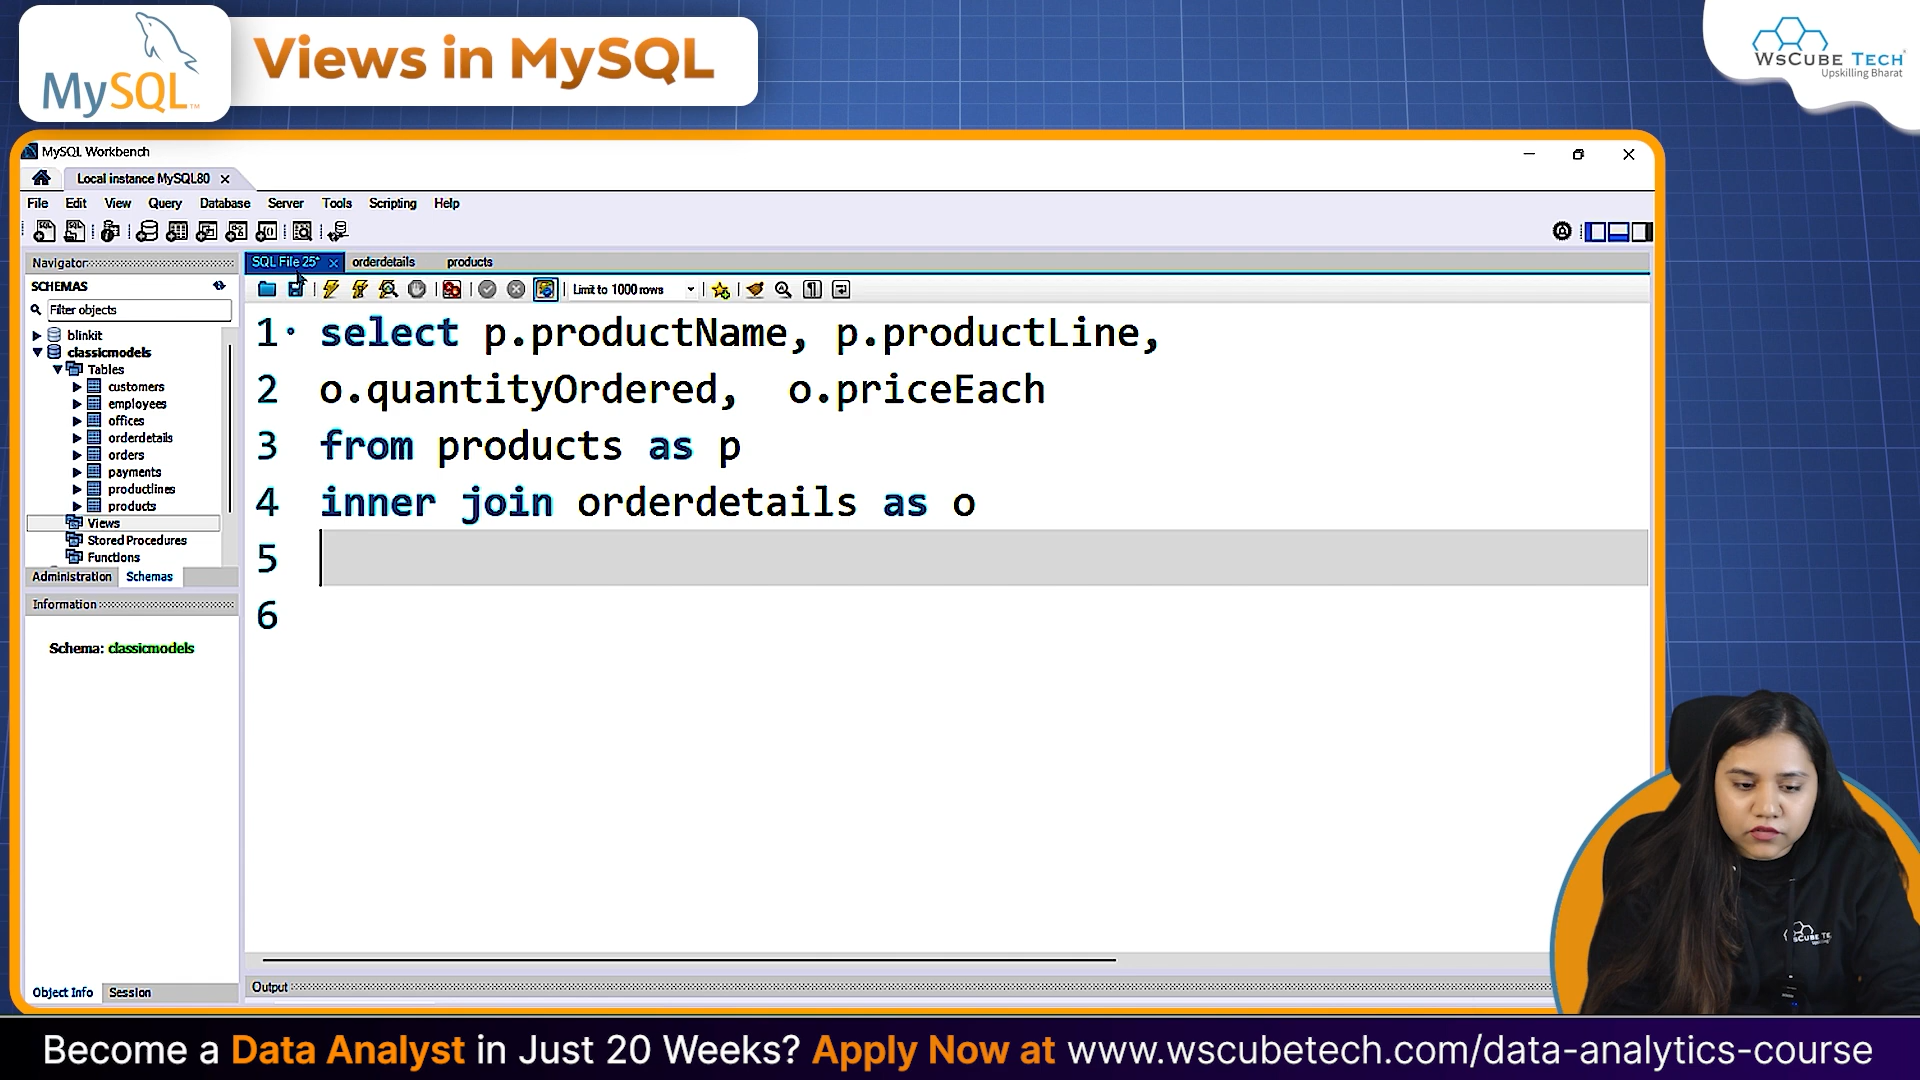 MySQL™
Views in MySQL
WsCube Tech
Upskilling Bharat
MySQL Workbench
Local instance MySQL80
File Edit View Query Database Server Tools Scripting Help
Navigator
SQL File 25* orderdetails products
SCHEMAS
Limit to 1000 rows
Filter objects
blinkit
classicmodels
Tables
customers
employees
offices
orderdetails
orders
payments
productlines
products
Views
Stored Procedures
Functions
Administration Schemas
Information
Schema: classicmodels
Object Info Session
1 select p.productName, p.productLine,
2 o.quantityOrdered, o.priceEach
3 from products as p
4 inner join orderdetails as o
5
6
Output
Become a Data Analyst in Just 20 Weeks? Apply Now at www.wscubetech.com/data-analytics-course